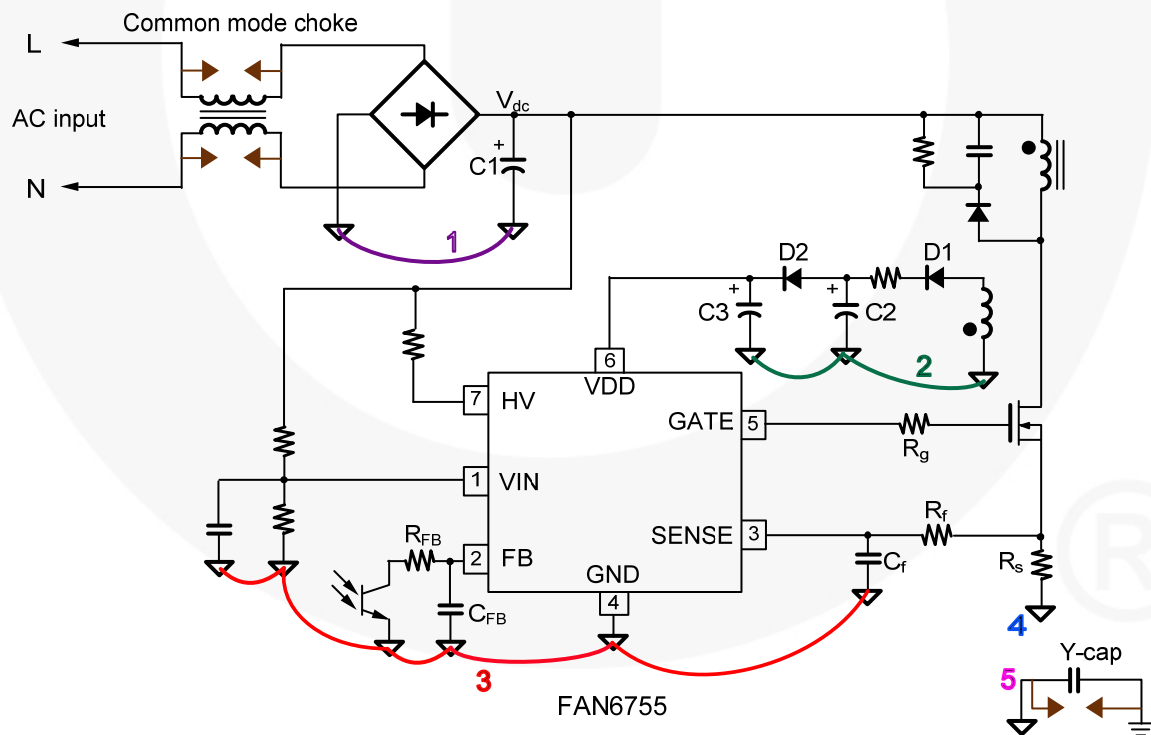 Common mode choke
L
AC input
N
Vdc
+
C1
1
D2
D1
+
C3
+
C2
2
6
VDD
7
HV
GATE
5
Rg
1
VIN
Rf
SENSE
3
RFB
2
FB
Cf
Rs
GND
4
CFB
4
3
Y-cap
5
FAN6755
®